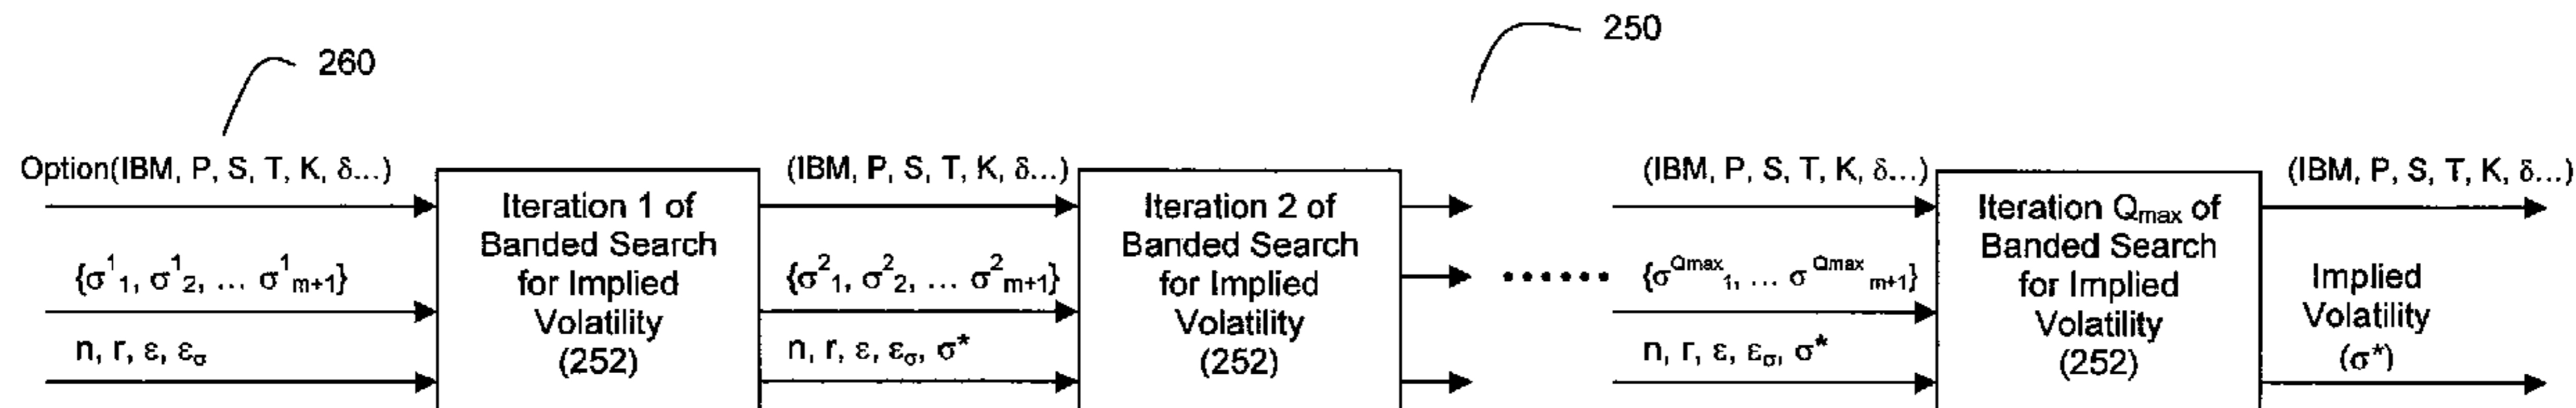 260
250
Option(IBM, P, S, T, K, δ...)
{σ¹₁, σ¹₂, ... σ¹ₘ₊₁}
n, r, ε, ε_σ
Iteration 1 of
Banded Search
for Implied
Volatility
(252)
(IBM, P, S, T, K, δ...)
{σ²₁, σ²₂, ... σ²ₘ₊₁}
n, r, ε, ε_σ, σ*
Iteration 2 of
Banded Search
for Implied
Volatility
(252)
......
(IBM, P, S, T, K, δ...)
{σ^Qmax₁, ... σ^Qmaxₘ₊₁}
n, r, ε, ε_σ, σ*
Iteration Q_max of
Banded Search
for Implied
Volatility
(252)
(IBM, P, S, T, K, δ...)
Implied
Volatility
(σ*)